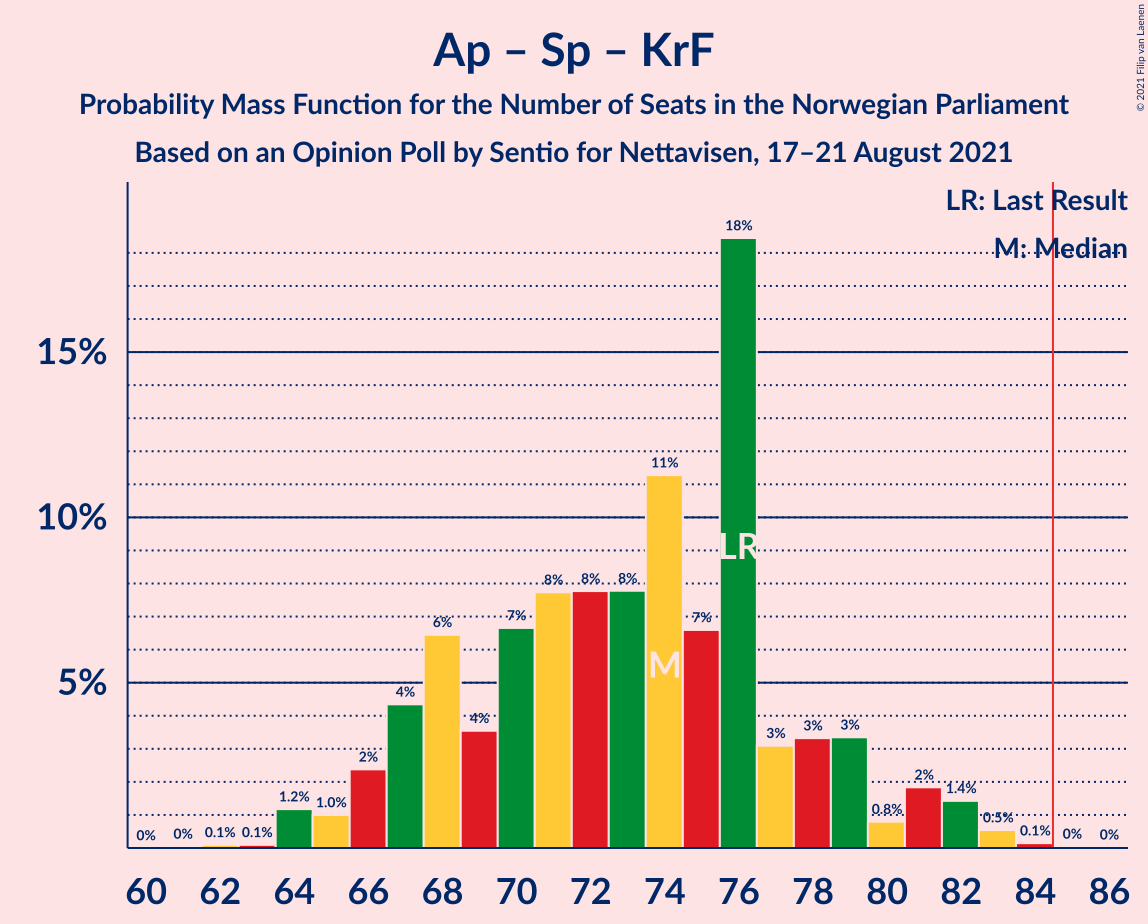 Ap – Sp – KrF
Probability Mass Function for the Number of Seats in the Norwegian Parliament
Based on an Opinion Poll by Sentio for Nettavisen, 17–21 August 2021
© 2021 Filip van Laenen
LR: Last Result
M: Median
18%
15%
11%
10%
LR
8% 8% 8%
7% 7%
6%
M
5%
4%
4%
3% 3% 3%
2%
2%
1.2% 1.0% 0.8% 1.4% 0.5%
0% 0% 0.1% 0.1% 0.1% 0% 0%
60 62 64 66 68 70 72 74 76 78 80 82 84 86